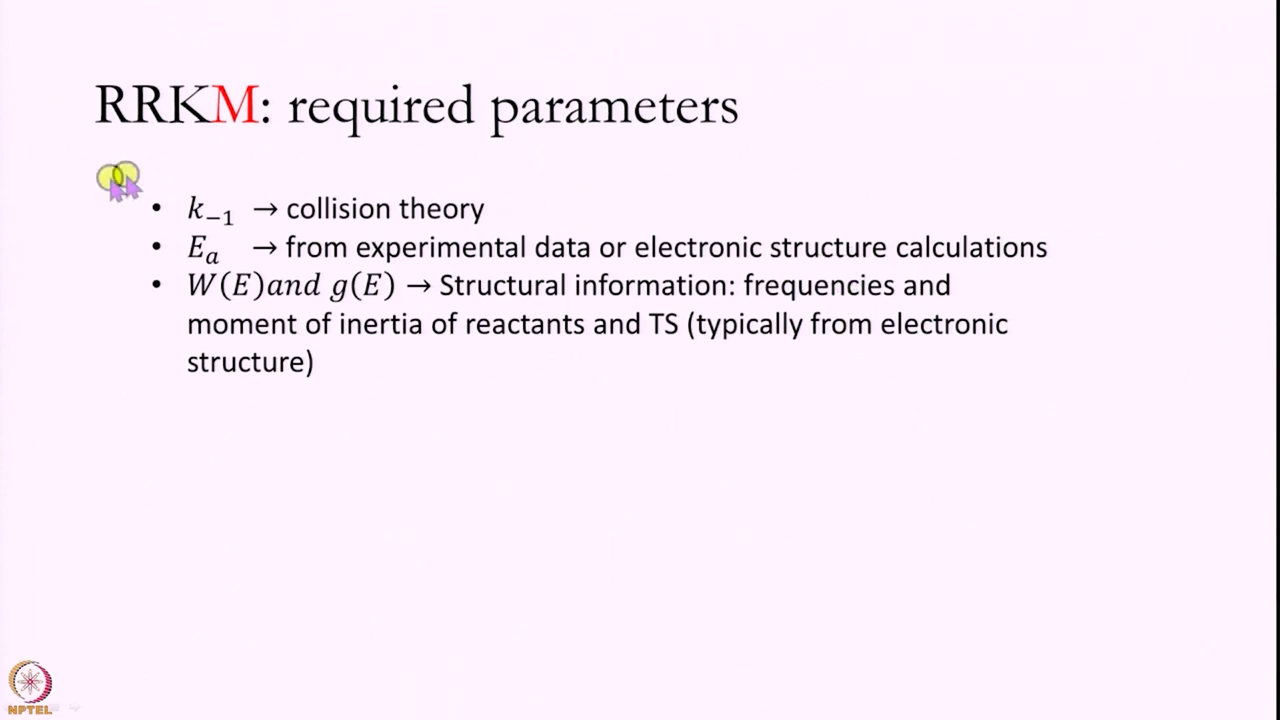 RRKM: required parameters
• k₋₁ → collision theory
• Eₐ → from experimental data or electronic structure calculations
• W(E)and g(E) → Structural information: frequencies and
moment of inertia of reactants and TS (typically from electronic
structure)
NPTEL